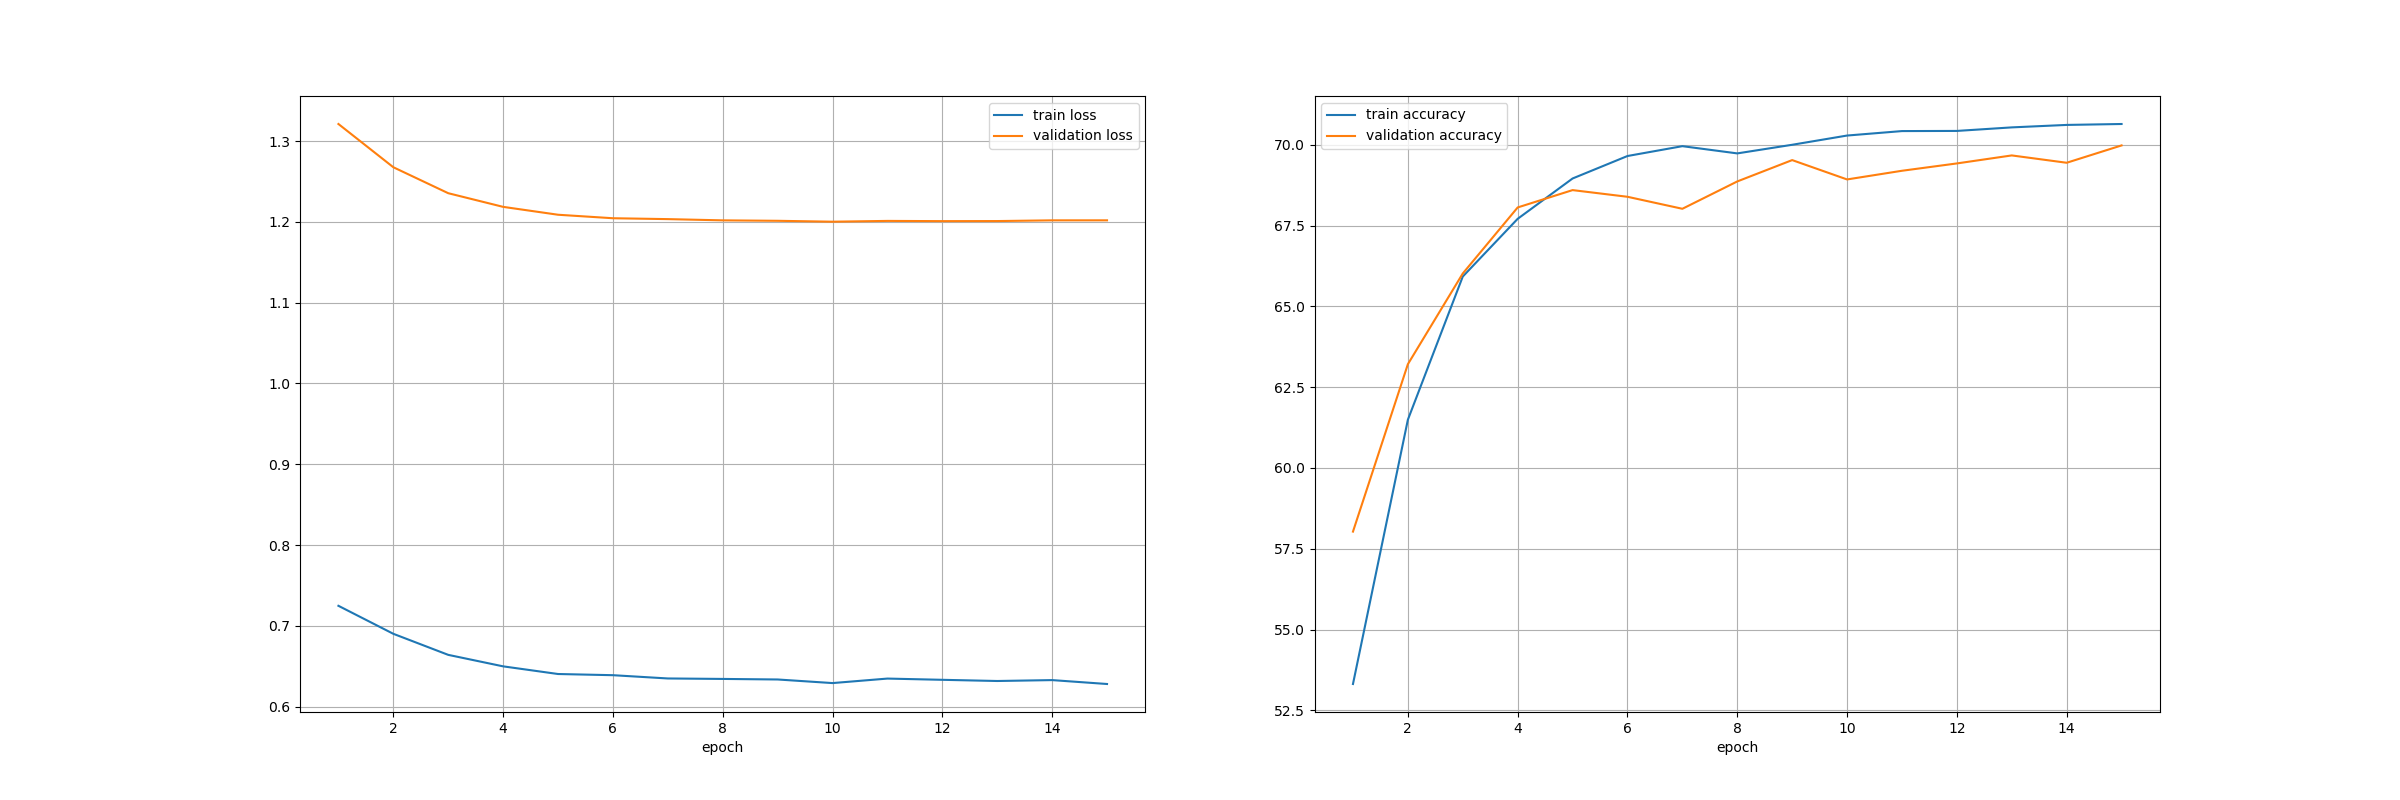 train loss
validation loss
1.3
1.2
1.1
1.0
0.9
0.8
0.7
0.6
2 4 6 8 10 12 14
epoch
train accuracy
validation accuracy
70.0
67.5
65.0
62.5
60.0
57.5
55.0
52.5
2 4 6 8 10 12 14
epoch